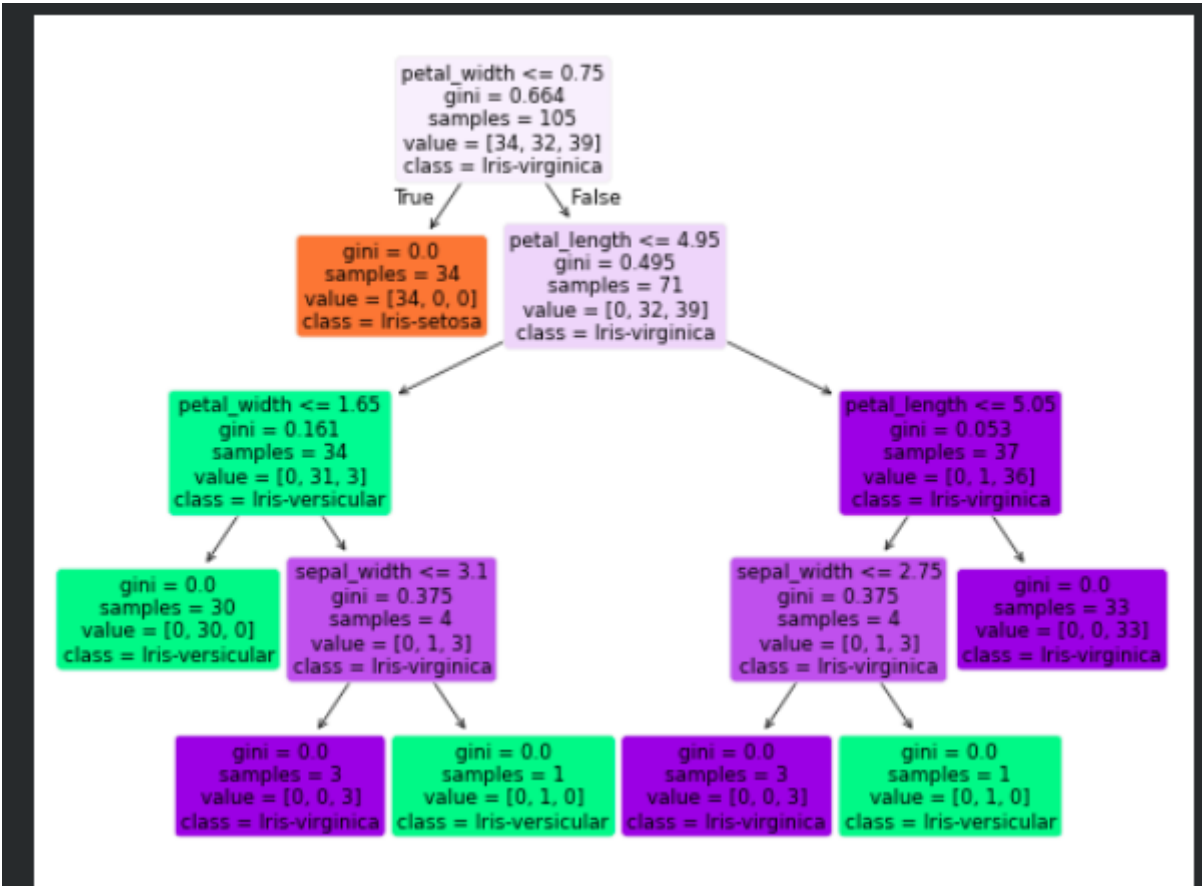 petal_width <= 0.75
gini = 0.664
samples = 105
value = [34, 32, 39]
class = Iris-virginica
True
False
gini = 0.0
samples = 34
value = [34, 0, 0]
class = Iris-setosa
petal_length <= 4.95
gini = 0.495
samples = 71
value = [0, 32, 39]
class = Iris-virginica
petal_width <= 1.65
gini = 0.161
samples = 34
value = [0, 31, 3]
class = Iris-versicular
petal_length <= 5.05
gini = 0.053
samples = 37
value = [0, 1, 36]
class = Iris-virginica
gini = 0.0
samples = 30
value = [0, 30, 0]
class = Iris-versicular
sepal_width <= 3.1
gini = 0.375
samples = 4
value = [0, 1, 3]
class = Iris-virginica
sepal_width <= 2.75
gini = 0.375
samples = 4
value = [0, 1, 3]
class = Iris-virginica
gini = 0.0
samples = 33
value = [0, 0, 33]
class = Iris-virginica
gini = 0.0
samples = 3
value = [0, 0, 3]
class = Iris-virginica
gini = 0.0
samples = 1
value = [0, 1, 0]
class = Iris-versicular
gini = 0.0
samples = 3
value = [0, 0, 3]
class = Iris-virginica
gini = 0.0
samples = 1
value = [0, 1, 0]
class = Iris-versicular